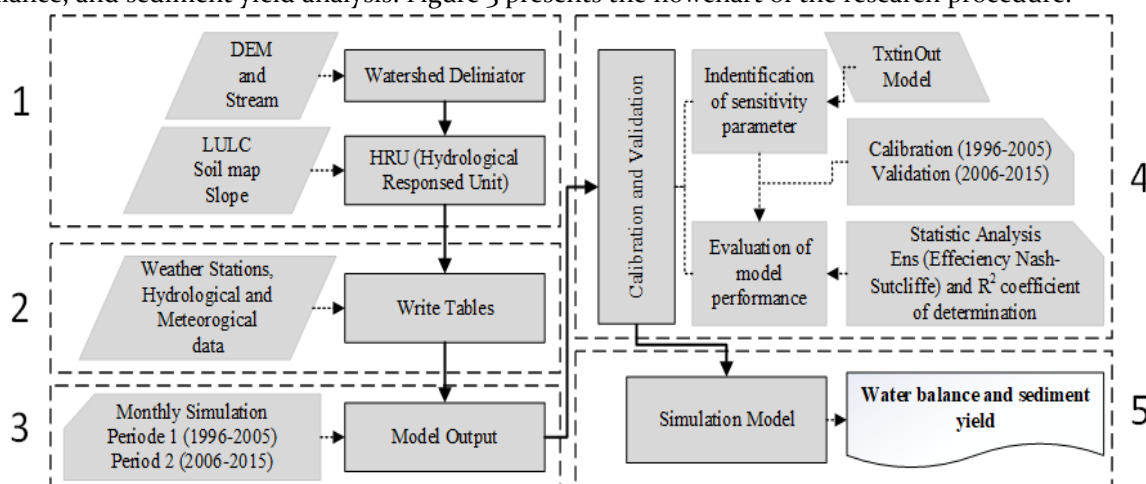 ance, and sediment yield analysis. Figure 3 presents the flowchart of the research procedure.
1
DEM
and
Stream
Watershed Deliniator
LULC
Soil map
Slope
HRU (Hydrological
Responsed Unit)
2
Weather Stations,
Hydrological and
Meteorogical
data
Write Tables
3
Monthly Simulation
Periode 1 (1996-2005)
Period 2 (2006-2015)
Model Output
Calibration and Validation
Indentification
of sensitivity
parameter
TxtinOut
Model
Calibration (1996-2005)
Validation (2006-2015)
4
Evaluation of
model
performance
Statistic Analysis
Ens (Effeciency Nash-
Sutcliffe) and R² coefficient
of determination
Simulation Model
Water balance and sediment
yield
5